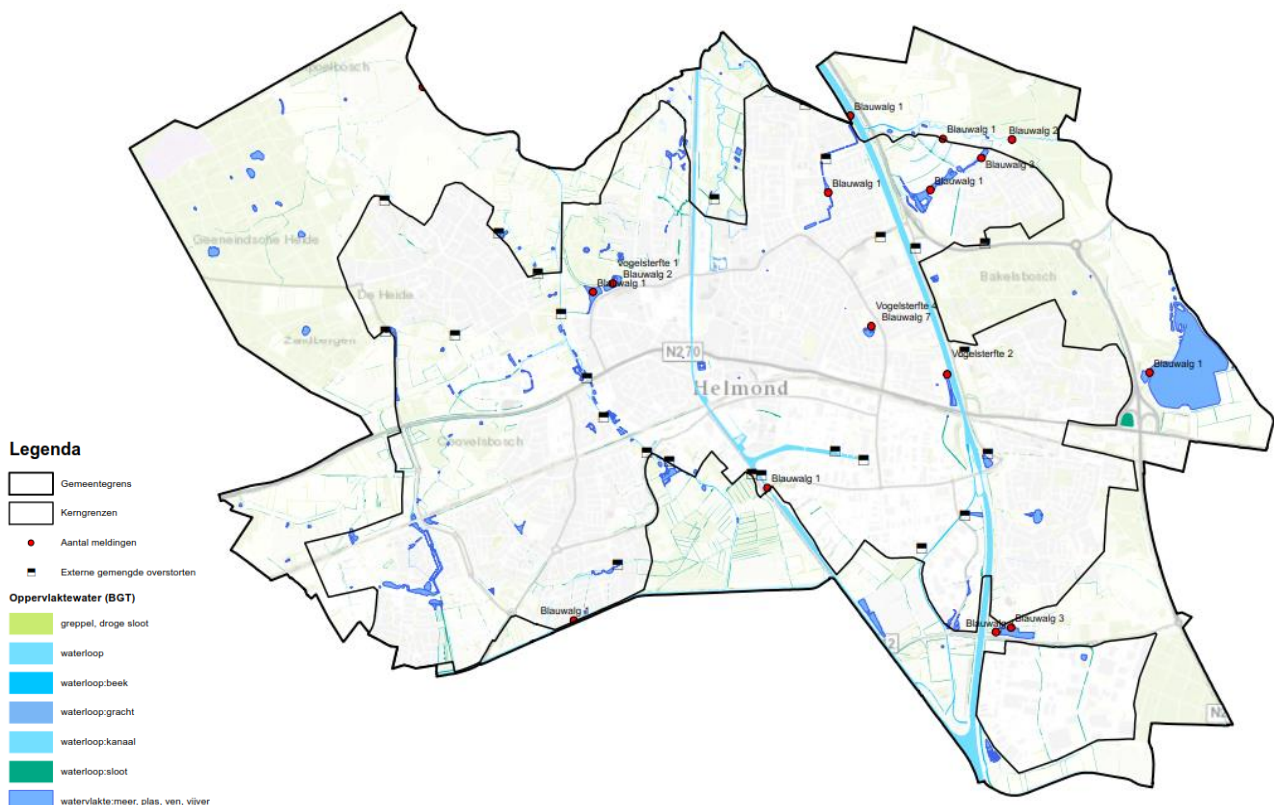 Blauwalg 1
Blauwalg 1
Blauwalg 2
Blauwalg 1
Blauwalg 1
Geeneindsche Heide
Bakelsbosch
Vogelsterfte 1
Blauwalg 2
Blauwalg 1
De Heide
Vogelsterfte 4
Blauwalg 7
Zandbergen
N270
Vogelsterfte 2
Blauwalg 1
Helmond
Coovelsbosch
Legenda
Gemeentegrens
Kerngrenzen
Aantal meldingen
Externe gemengde overstorten
Oppervlaktewater (BGT)
greppel, droge sloot
waterloop
waterloop:beek
waterloop:gracht
waterloop:kanaal
waterloop:sloot
watervlakte:meer, plas, ven, vijver
Blauwalg 1
Blauwalg
Blauwalg
Blauwalg 3